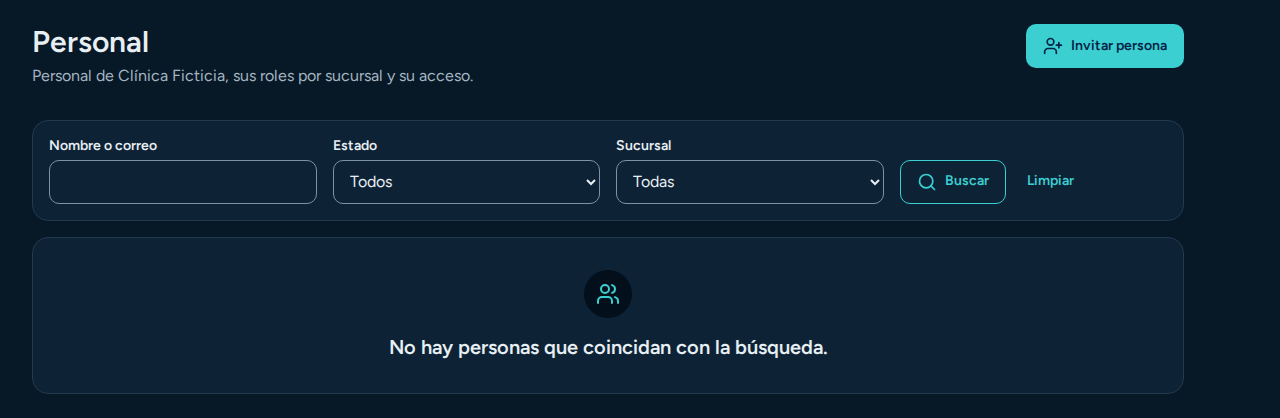 Personal
Invitar persona
Personal de Clínica Ficticia, sus roles por sucursal y su acceso.
Nombre o correo
Estado
Sucursal
Todos
Todas
Buscar
Limpiar
No hay personas que coincidan con la búsqueda.